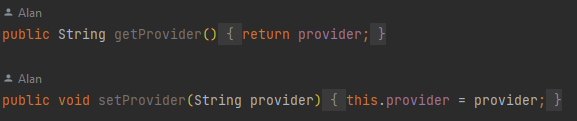 Alan
public String getProvider() { return provider; }
Alan
public void setProvider(String provider) { this.provider = provider; }